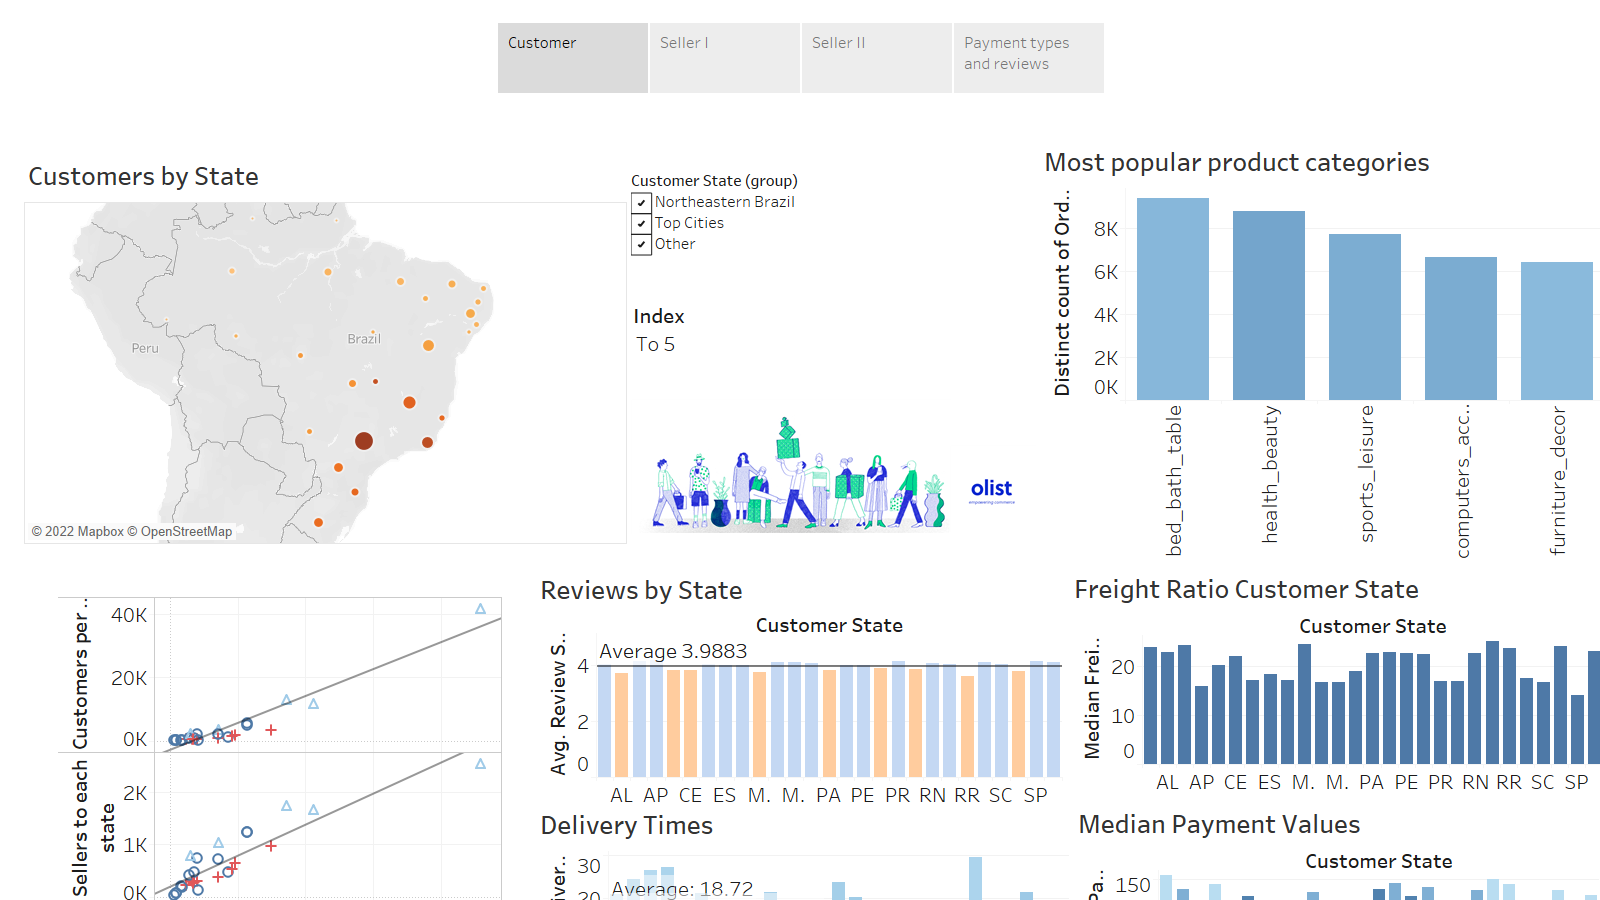 Customer
Seller I
Seller II
Payment types
and reviews
Customers by State
Peru
Brazil
© 2022 Mapbox © OpenStreetMap
Customer State (group)
Northeastern Brazil
Top Cities
Other
Index
To 5
olist
Most popular product categories
Distinct count of Ord..
8K
6K
4K
2K
0K
bed_bath_table
health_beauty
sports_leisure
computers_acc..
furniture_decor
Customers per ..
40K
20K
0K
Sellers to each
state
2K
1K
0K
Reviews by State
Customer State
Average 3.9883
Avg. Review S..
4
2
0
AL AP CE ES M. M. PA PE PR RN RR SC SP
Delivery Times
iver..
30
20
Average: 18.72
Freight Ratio Customer State
Customer State
Median Frei..
20
10
0
AL AP CE ES M. M. PA PE PR RN RR SC SP
Median Payment Values
Customer State
Pa..
150